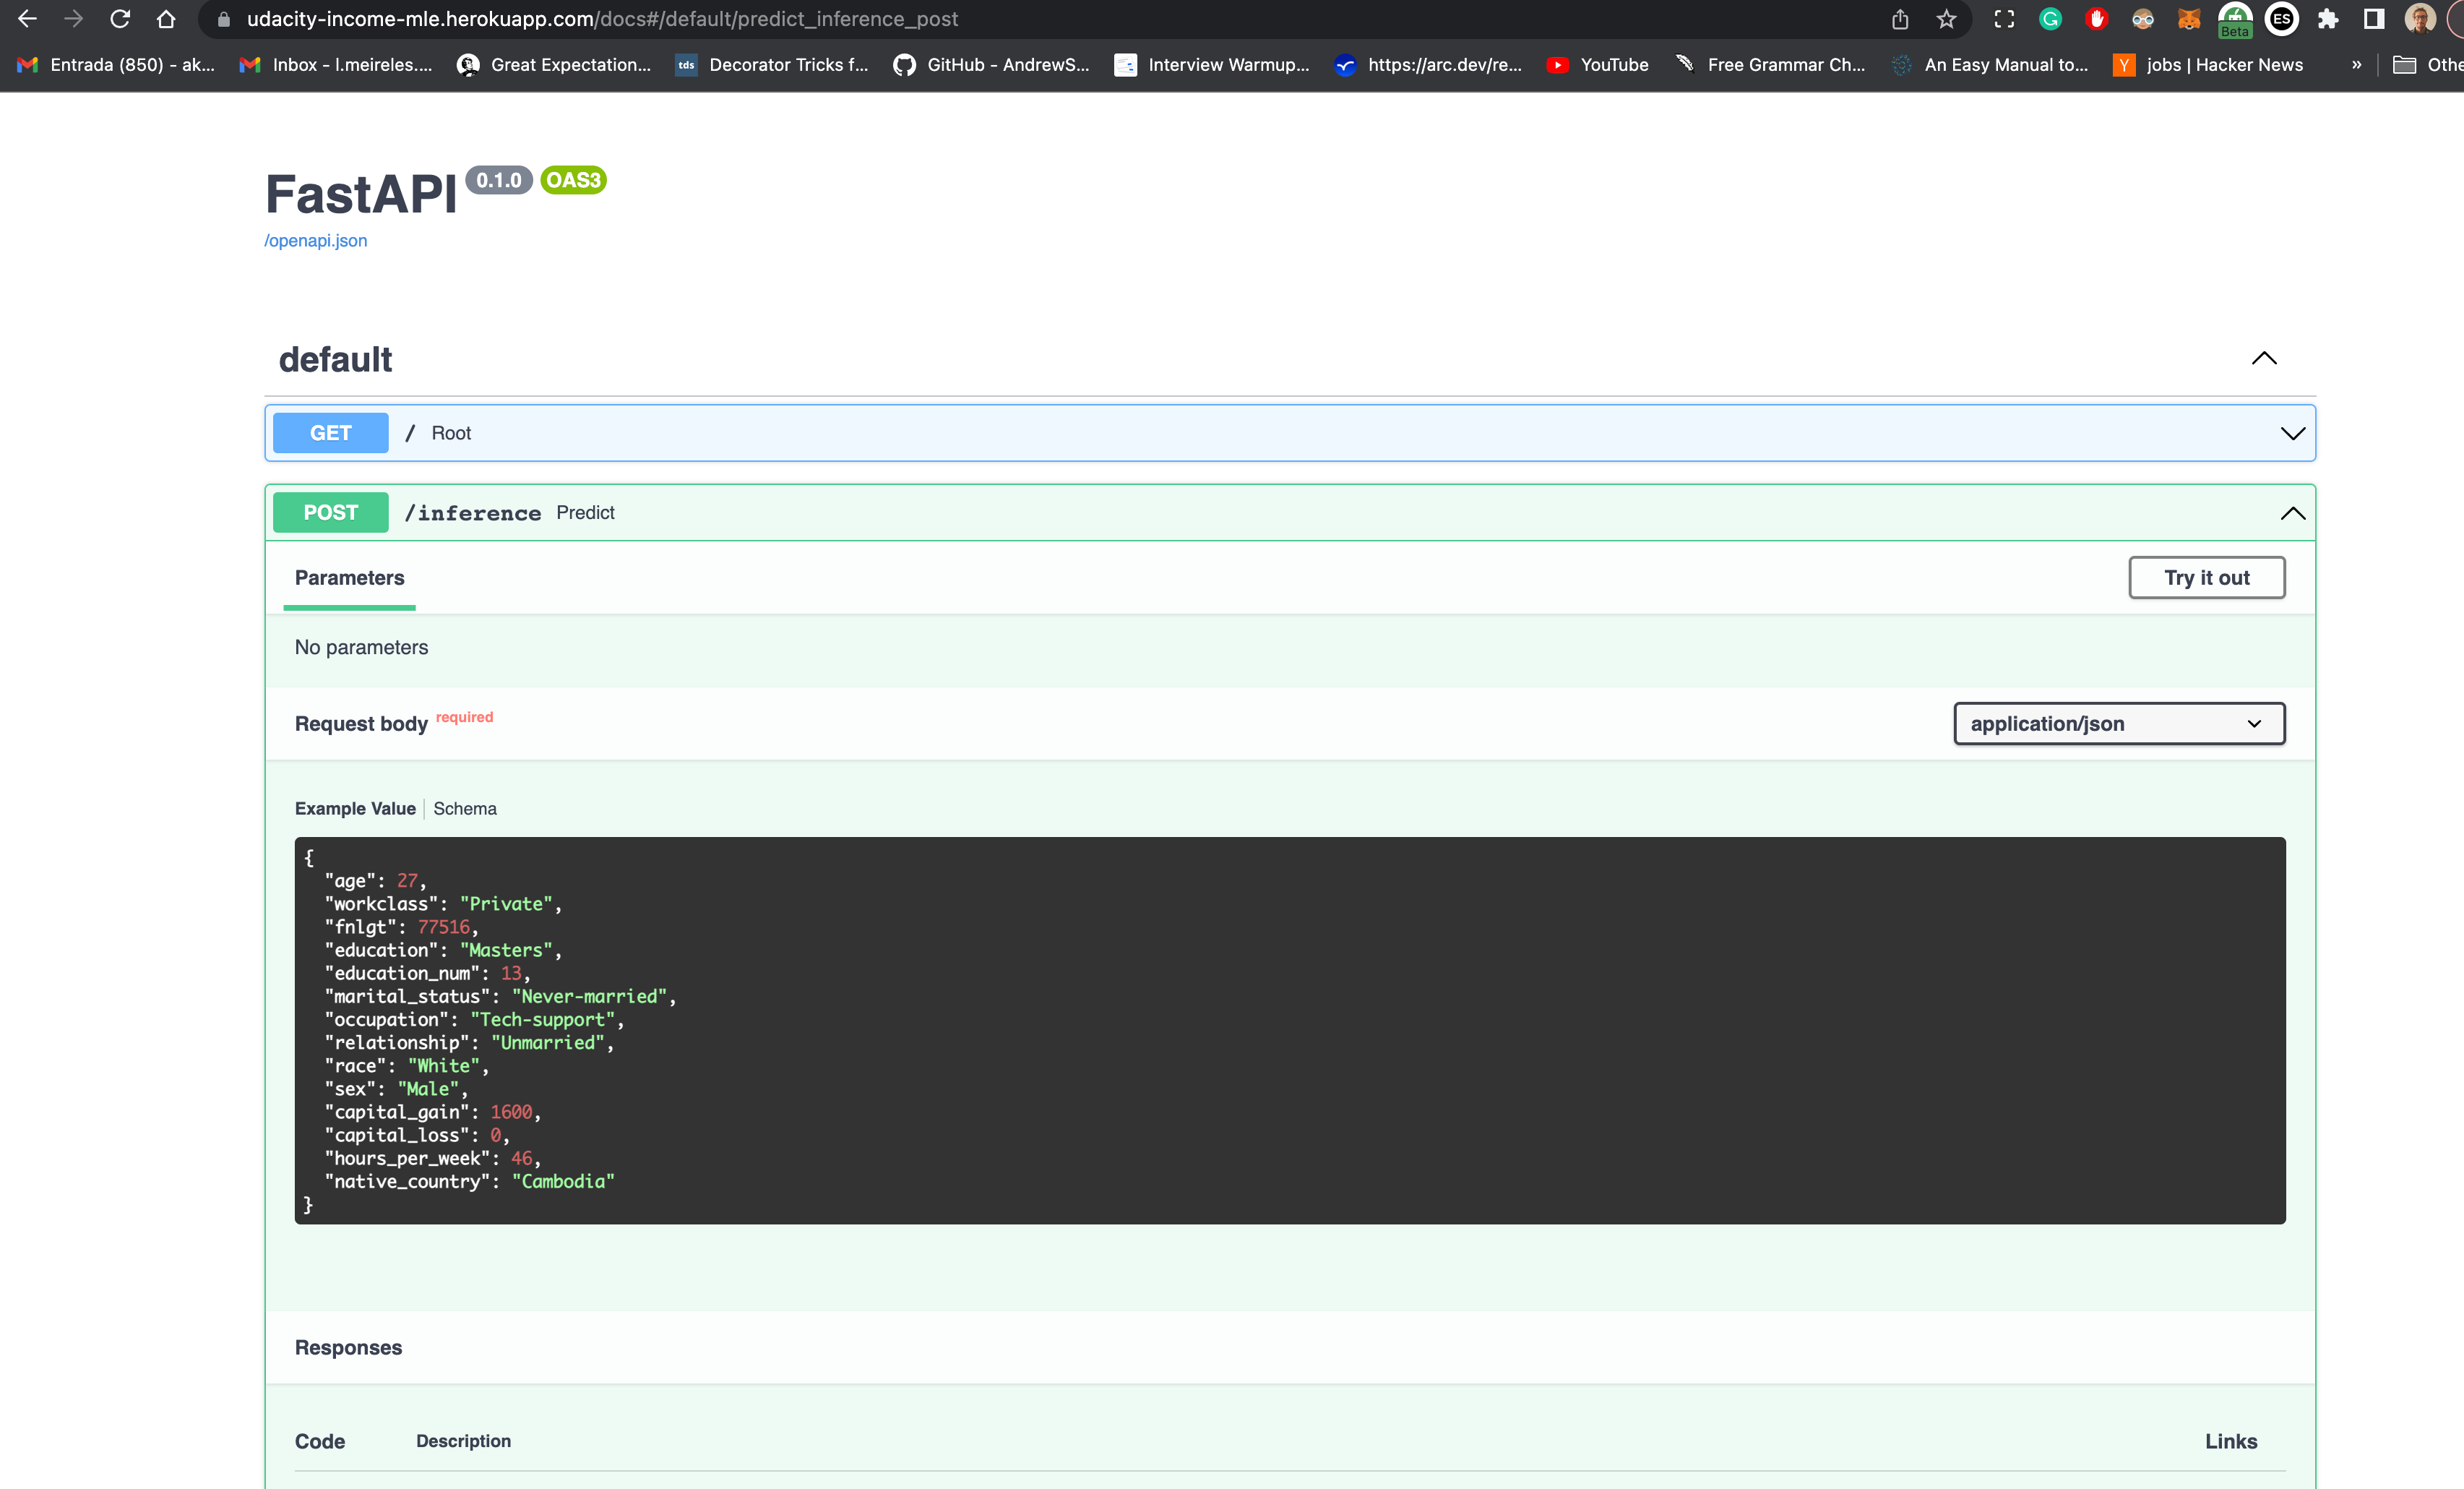 udacity-income-mle.herokuapp.com/docs#/default/predict_inference_post
Beta
ES
Entrada (850) - ak...
Inbox - l.meireles....
Great Expectation...
tds
Decorator Tricks f...
GitHub - AndrewS...
Interview Warmup...
https://arc.dev/re...
YouTube
Free Grammar Ch...
An Easy Manual to...
Y
jobs | Hacker News
»
Othe
FastAPI 0.1.0 OAS3
/openapi.json
default
GET / Root
POST /inference Predict
Parameters
Try it out
No parameters
Request body required
application/json
Example Value | Schema
{
"age": 27,
"workclass": "Private",
"fnlgt": 77516,
"education": "Masters",
"education_num": 13,
"marital_status": "Never-married",
"occupation": "Tech-support",
"relationship": "Unmarried",
"race": "White",
"sex": "Male",
"capital_gain": 1600,
"capital_loss": 0,
"hours_per_week": 46,
"native_country": "Cambodia"
}
Responses
Code Description Links